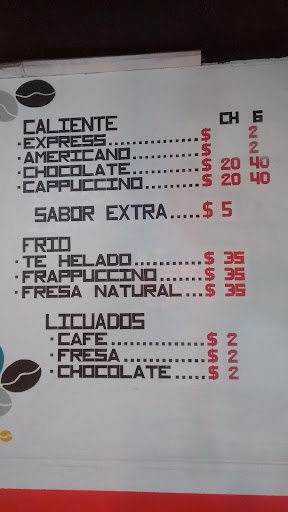 CALIENTE CH G
·EXPRESS..............$ 2
·AMERICANO...........$ 2
·CHOCOLATE..........$ 20 40
·CAPPUCCINO........$ 20 40
SABOR EXTRA.....$ 5
FRIO
·TE HELADO..........$ 35
·FRAPPUCCINO......$ 35
·FRESA NATURAL...$ 35
LICUADOS
·CAFE..............$ 2
·FRESA.............$ 2
·CHOCOLATE.....$ 2